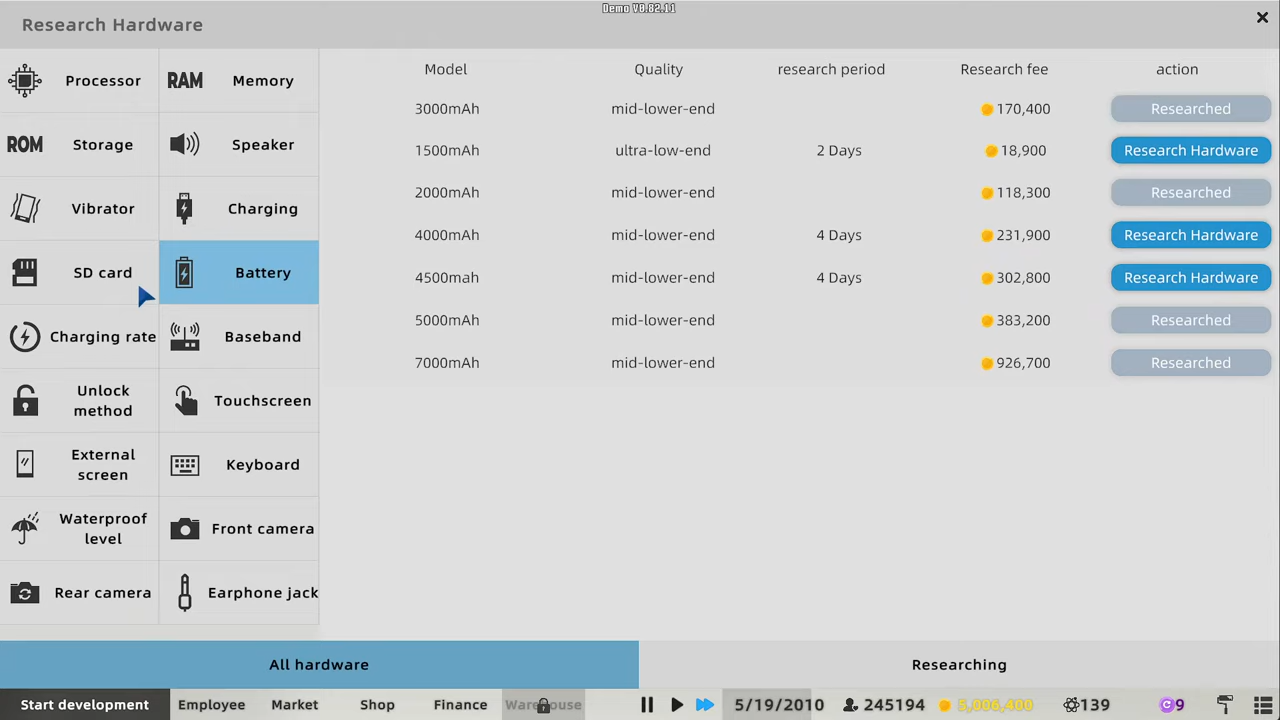 Demo V0.82.11
Research Hardware
Processor
RAM Memory
ROM Storage
Speaker
Vibrator
Charging
SD card
Battery
Charging rate
Baseband
Unlock
method
Touchscreen
External
screen
Keyboard
Waterproof
level
Front camera
Rear camera
Earphone jack
Model Quality research period Research fee action
3000mAh mid-lower-end 170,400 Researched
1500mAh ultra-low-end 2 Days 18,900 Research Hardware
2000mAh mid-lower-end 118,300 Researched
4000mAh mid-lower-end 4 Days 231,900 Research Hardware
4500mah mid-lower-end 4 Days 302,800 Research Hardware
5000mAh mid-lower-end 383,200 Researched
7000mAh mid-lower-end 926,700 Researched
All hardware Researching
Start development Employee Market Shop Finance Warehouse 5/19/2010 245194 5,006,400 139 C 9